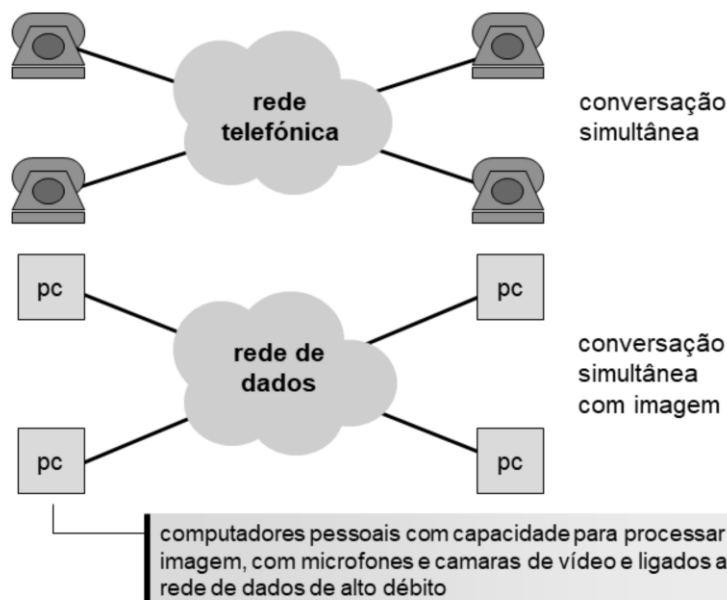 rede
telefónica
conversação
simultânea
pc
pc
rede de
dados
conversação
simultânea
com imagem
pc
pc
computadores pessoais com capacidade para processar
imagem, com microfones e camaras de vídeo e ligados a
rede de dados de alto débito